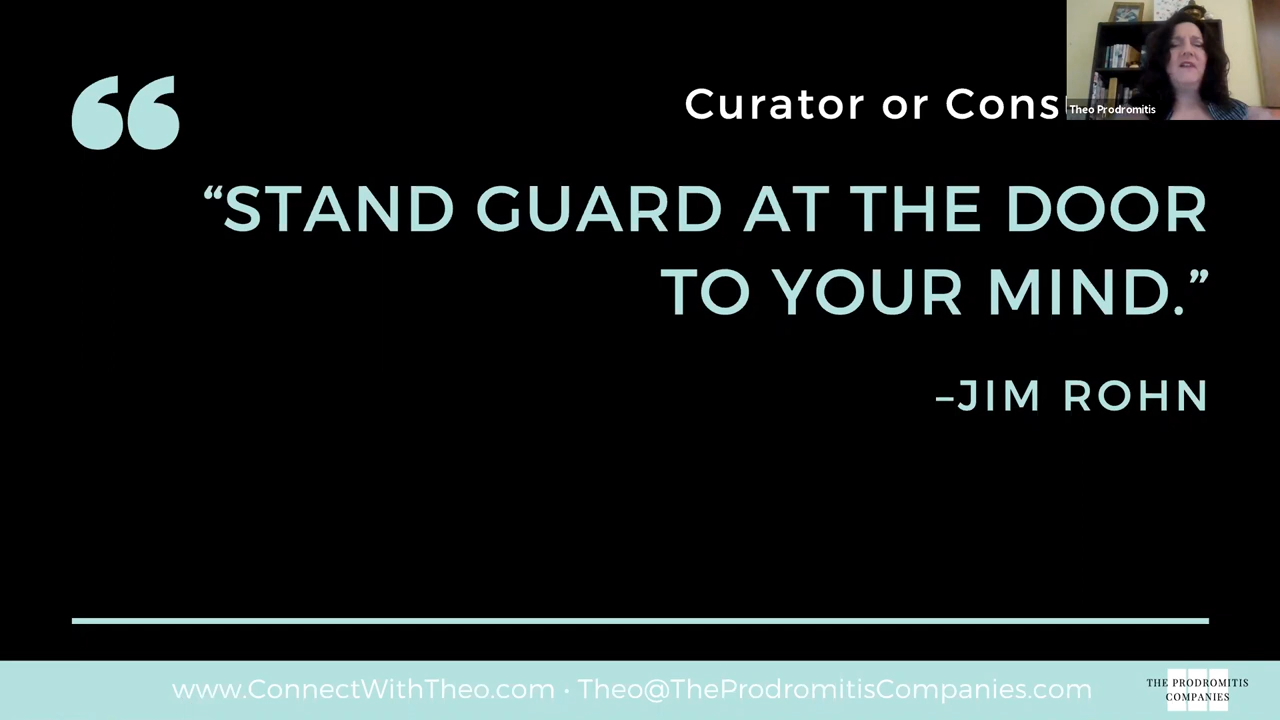 Curator or Cons
Theo Prodromitis
“STAND GUARD AT THE DOOR
TO YOUR MIND.”
–JIM ROHN
www.ConnectWithTheo.com • Theo@TheProdromitisCompanies.com
THE PRODROMITIS
COMPANIES